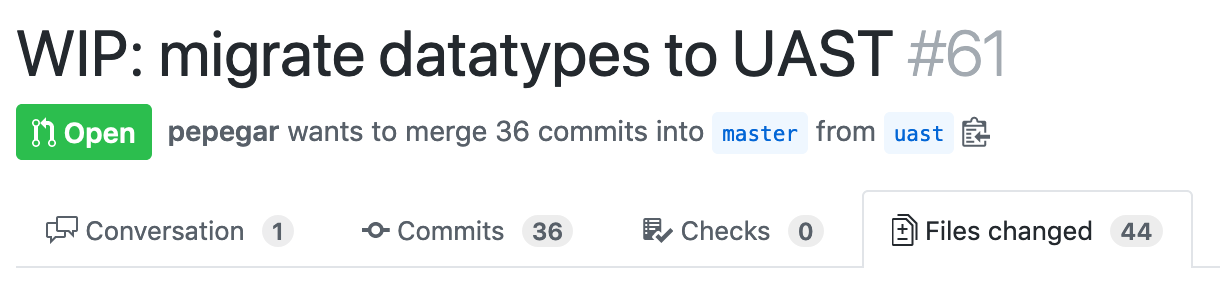 WIP: migrate datatypes to UAST #61
Open pepegar wants to merge 36 commits into master from uast
Conversation 1 Commits 36 Checks 0 Files changed 44